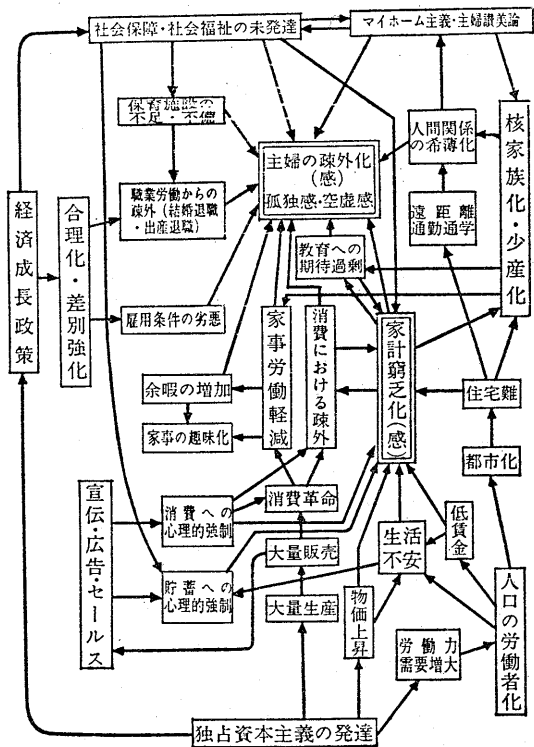 社会保障・社会福祉の未発達
マイホーム主義・主婦讃美論
保育施設の
不足・不備
人間関係
の希薄化
核家族化・少産化
主婦の疎外化
(感)
孤独感・空虚感
経済成長政策
合理化・差別強化
職業労働からの
疎外(結婚退職
・出産退職)
遠距離
通勤通学
教育への
期待過剰
雇用条件の劣悪
家事労働軽減
消費における疎外
家計窮乏化(感)
余暇の増加
住宅難
家事の趣味化
都市化
宣伝・広告・セールス
消費への
心理的強制
消費革命
低賃金
生活
不安
大量販売
貯蓄への
心理的強制
大量生産
物価上昇
人口の労働者化
労働力
需要増大
独占資本主義の発達